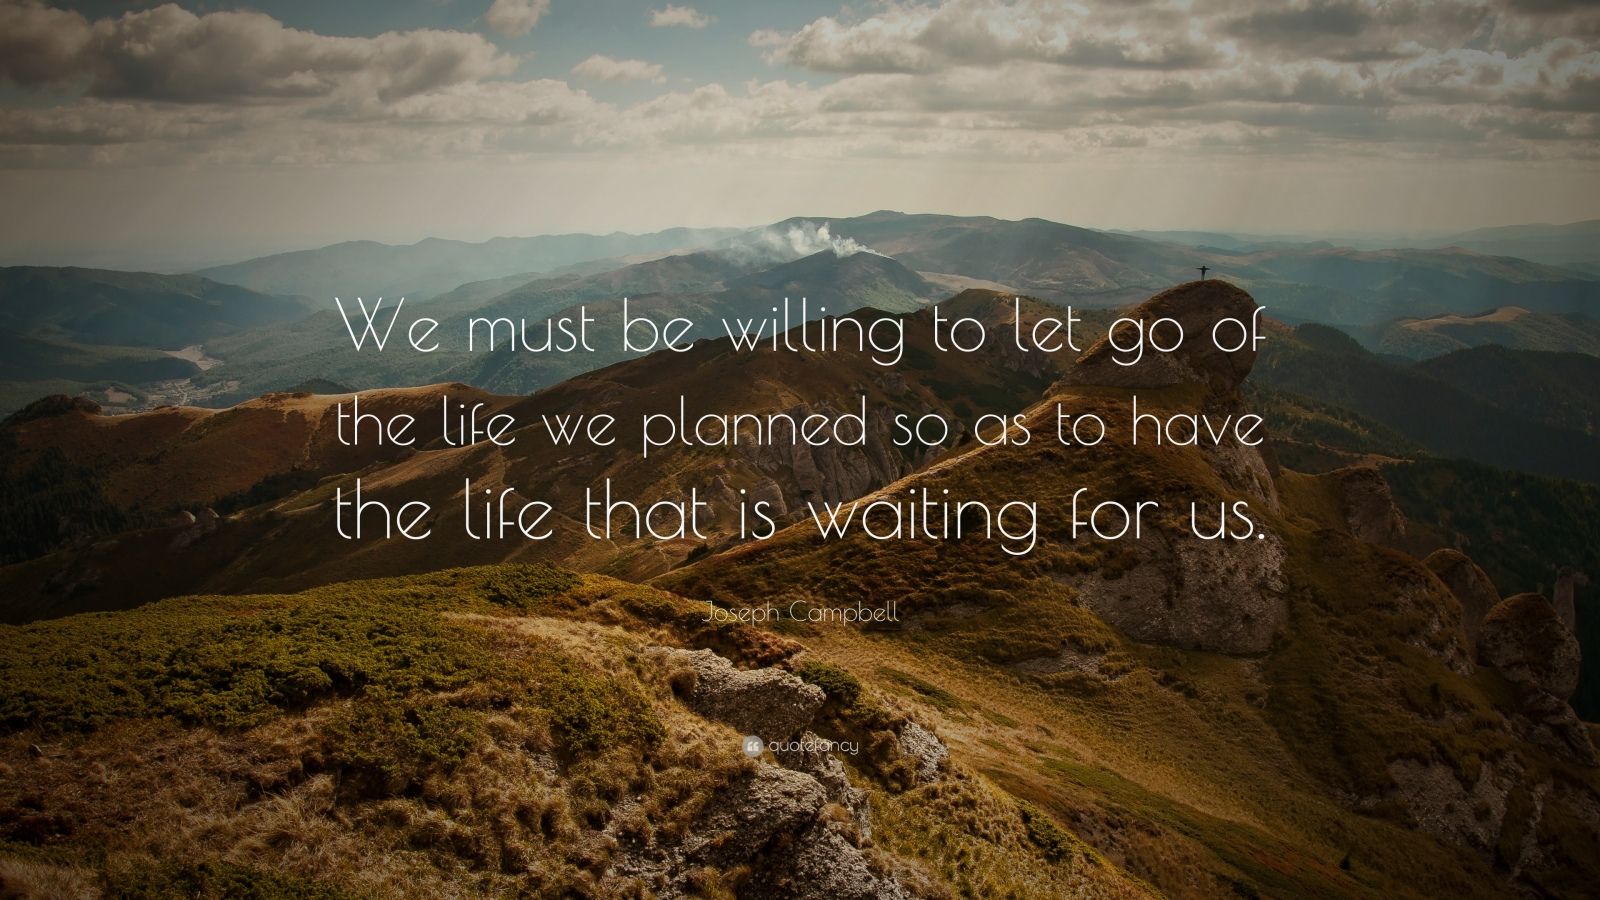 We must be willing to let go of
the life we planned so as to have
the life that is waiting for us.
Joseph Campbell
quotefancy